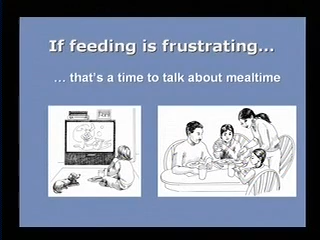 If feeding is frustrating...
... that's a time to talk about mealtime